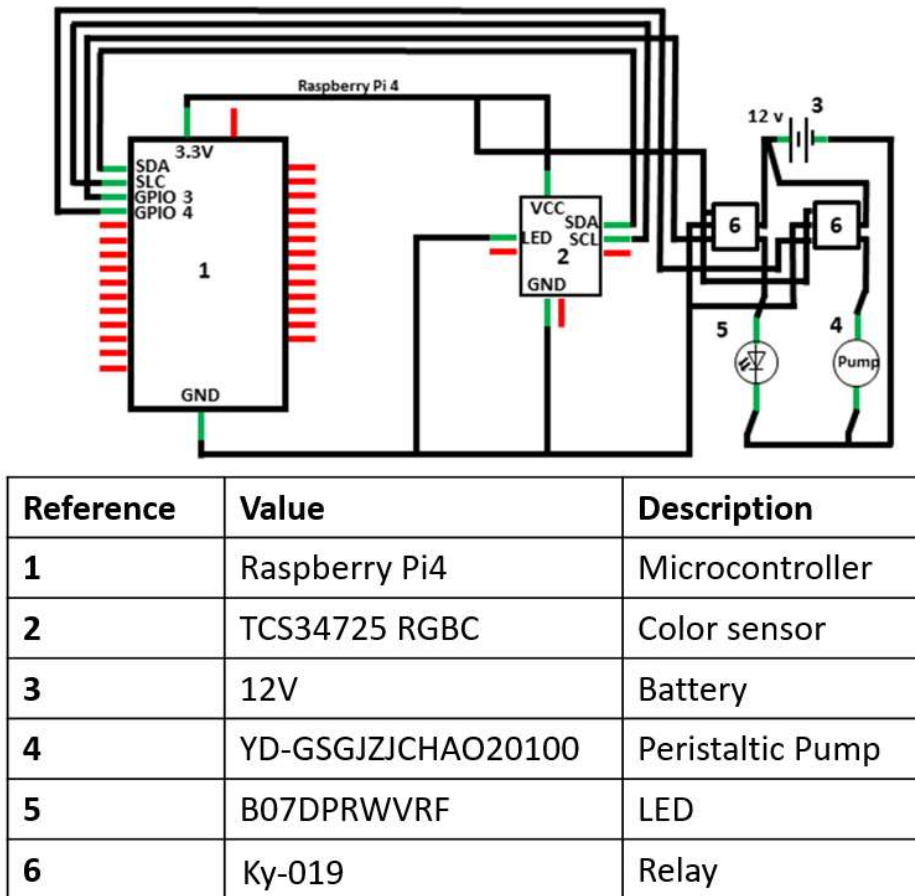 Raspberry Pi 4
12 v
3
3.3V
SDA
SLC
GPIO 3
GPIO 4
1
GND
VCC
SDA
LED
SCL
2
GND
6
6
5
4
Pump
Reference Value Description
1 Raspberry Pi4 Microcontroller
2 TCS34725 RGBC Color sensor
3 12V Battery
4 YD-GSGJZJCHAO20100 Peristaltic Pump
5 B07DPRWVRF LED
6 Ky-019 Relay